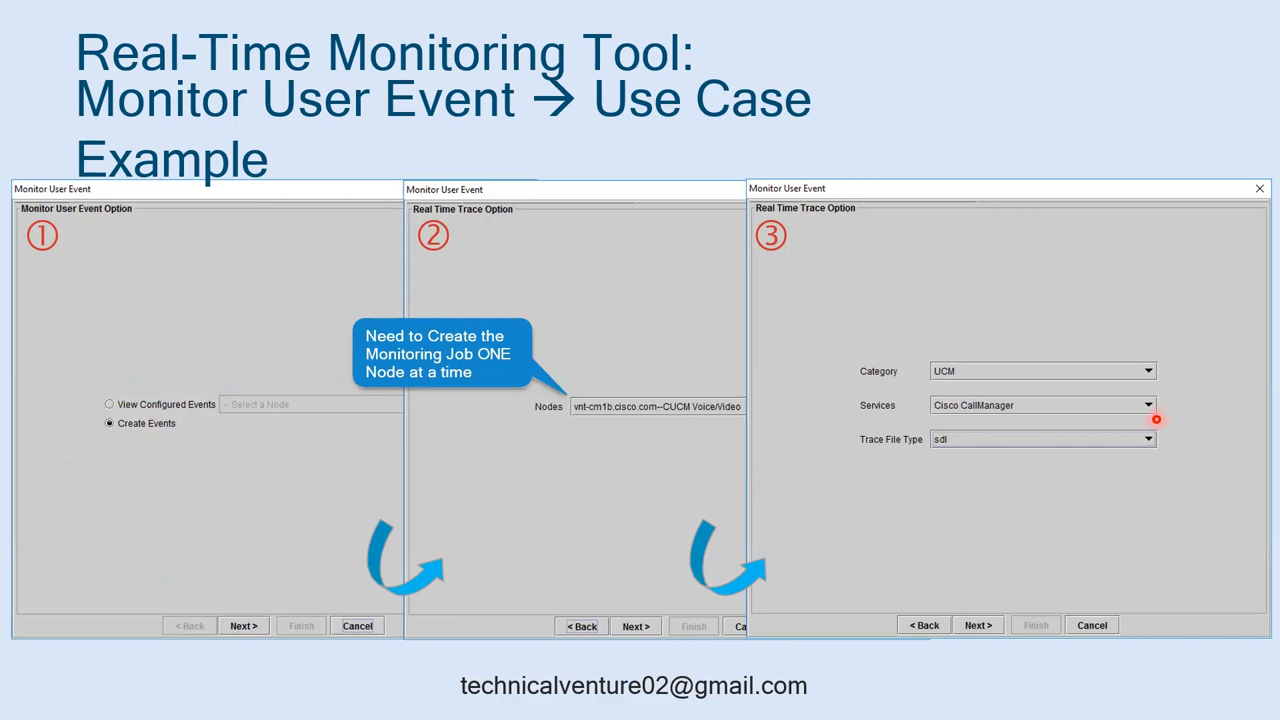 Real-Time Monitoring Tool:
Monitor User Event → Use Case
Example
Monitor User Event
Monitor User Event Option
①
View Configured Events
-- Select a Node
Create Events
< Back
Next >
Finish
Cancel
Monitor User Event
Real Time Trace Option
②
Need to Create the
Monitoring Job ONE
Node at a time
Nodes
vnt-cm1b.cisco.com--CUCM Voice/Video
< Back
Next >
Finish
Ca
Monitor User Event
Real Time Trace Option
③
Category
UCM
Services
Cisco CallManager
Trace File Type
sdl
< Back
Next >
Finish
Cancel
technicalventure02@gmail.com